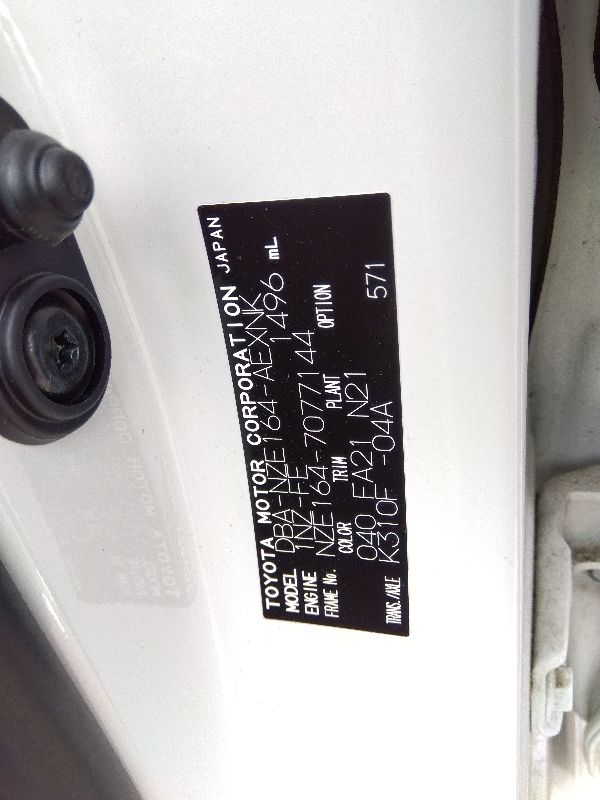 TOYOTA MOTOR CORPORATION JAPAN
MODEL DBA-NZE164-AEXNK
ENGINE 1NZ-FE 1496 mL
FRAME No. NZE164-7077144
COLOR TRIM PLANT OPTION
040 FA21 N21
TRANS./AXLE K310F -04A 571